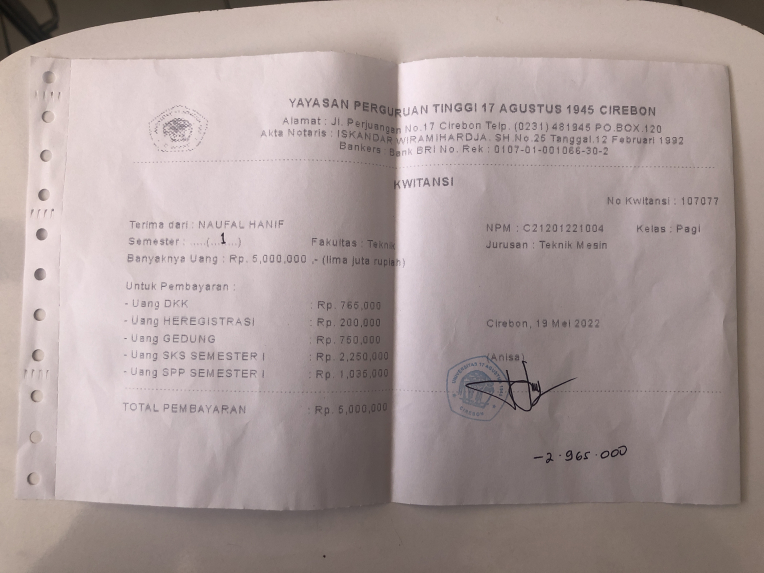 YAYASAN PERGURUAN TINGGI 17 AGUSTUS 1945 CIREBON
Alamat : Jl. Perjuangan No.17 Cirebon Telp. (0231) 481945 PO.BOX.120
Akta Notaris : ISKANDAR WIRAMIHARDJA. SH No.26 Tanggal.12 Februari 1992
Bankers : Bank BRI No. Rek : 0107-01-001066-30-2
KWITANSI
No Kwitansi : 107077
Terima dari : NAUFAL HANIF NPM : C21201221004 Kelas : Pagi
Semester : .....(...1...) Fakultas : Teknik Jurusan : Teknik Mesin
Banyaknya Uang : Rp. 5,000,000 ,- (lima juta rupiah)
Untuk Pembayaran :
- Uang DKK : Rp. 765,000
- Uang HEREGISTRASI : Rp. 200,000 Cirebon, 19 Mei 2022
- Uang GEDUNG : Rp. 750,000
- Uang SKS SEMESTER I : Rp. 2,250,000 (Anisa)
- Uang SPP SEMESTER I : Rp. 1,035,000
TOTAL PEMBAYARAN : Rp. 5,000,000
-2.965.000